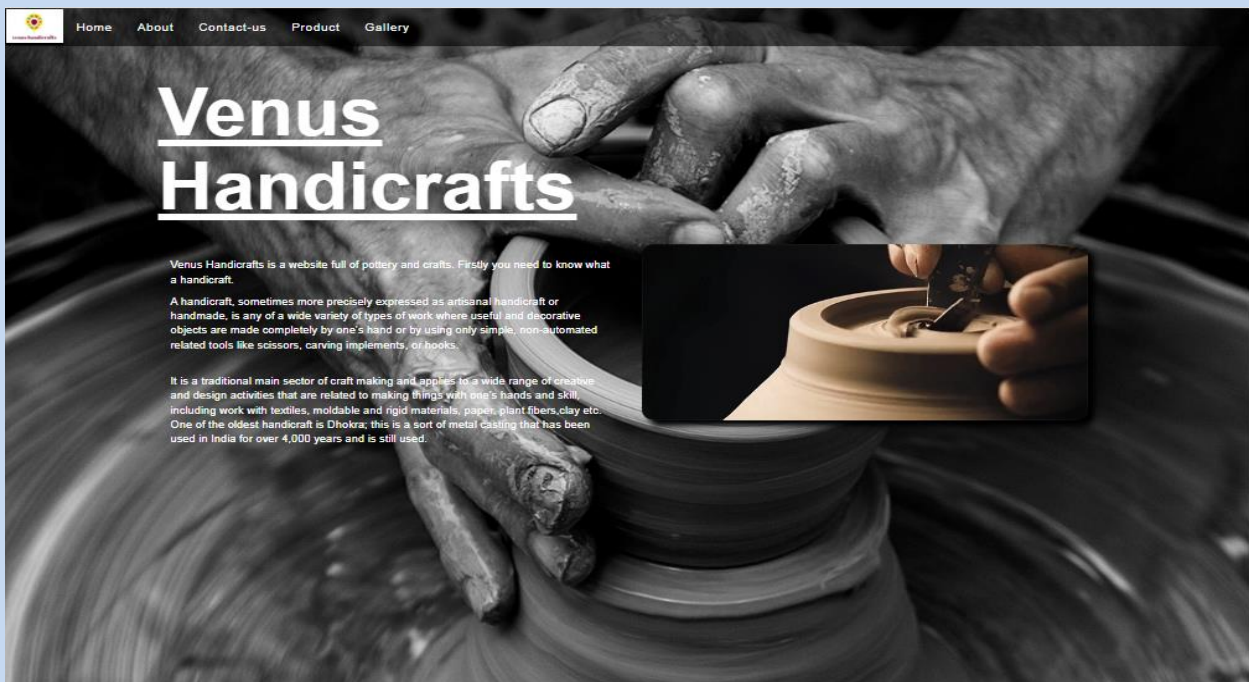 venus handicrafts
Home About Contact-us Product Gallery
Venus
Handicrafts
Venus Handicrafts is a website full of pottery and crafts. Firstly you need to know what
a handicraft.
A handicraft, sometimes more precisely expressed as artisanal handicraft or
handmade, is any of a wide variety of types of work where useful and decorative
objects are made completely by one's hand or by using only simple, non-automated
related tools like scissors, carving implements, or hooks.
It is a traditional main sector of craft making and applies to a wide range of creative
and design activities that are related to making things with one's hands and skill,
including work with textiles, moldable and rigid materials, paper, plant fibers,clay etc.
One of the oldest handicraft is Dhokra; this is a sort of metal casting that has been
used in India for over 4,000 years and is still used.